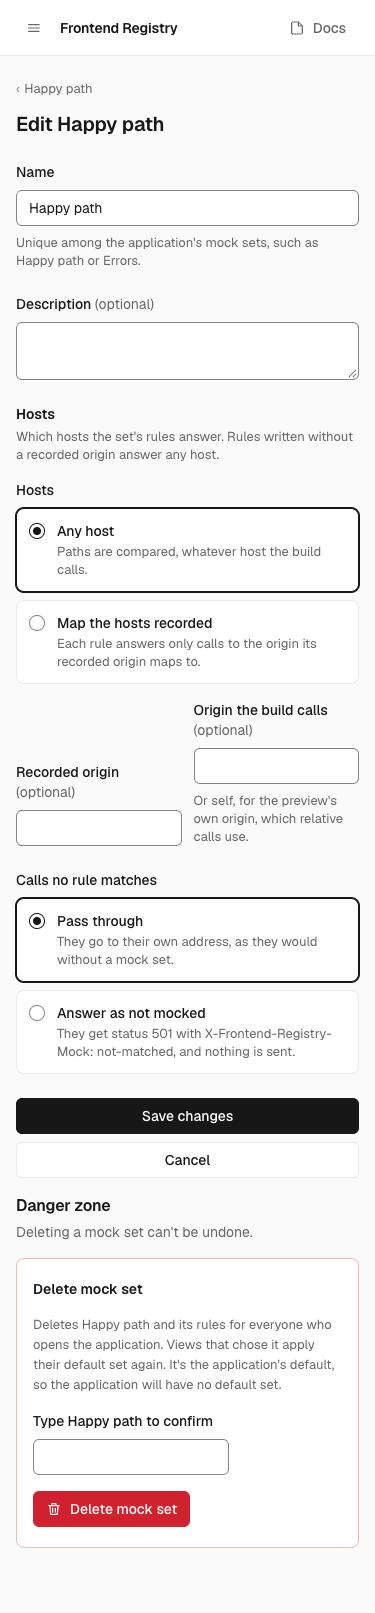 Frontend Registry
Docs
‹ Happy path
Edit Happy path
Name
Happy path
Unique among the application's mock sets, such as
Happy path or Errors.
Description (optional)
Hosts
Which hosts the set's rules answer. Rules written without
a recorded origin answer any host.
Hosts
Any host
Paths are compared, whatever host the build
calls.
Map the hosts recorded
Each rule answers only calls to the origin its
recorded origin maps to.
Recorded origin
(optional)
Origin the build calls
(optional)
Or self, for the preview's
own origin, which relative
calls use.
Calls no rule matches
Pass through
They go to their own address, as they would
without a mock set.
Answer as not mocked
They get status 501 with X-Frontend-Registry-
Mock: not-matched, and nothing is sent.
Save changes
Cancel
Danger zone
Deleting a mock set can't be undone.
Delete mock set
Deletes Happy path and its rules for everyone who
opens the application. Views that chose it apply
their default set again. It's the application's default,
so the application will have no default set.
Type Happy path to confirm
Delete mock set